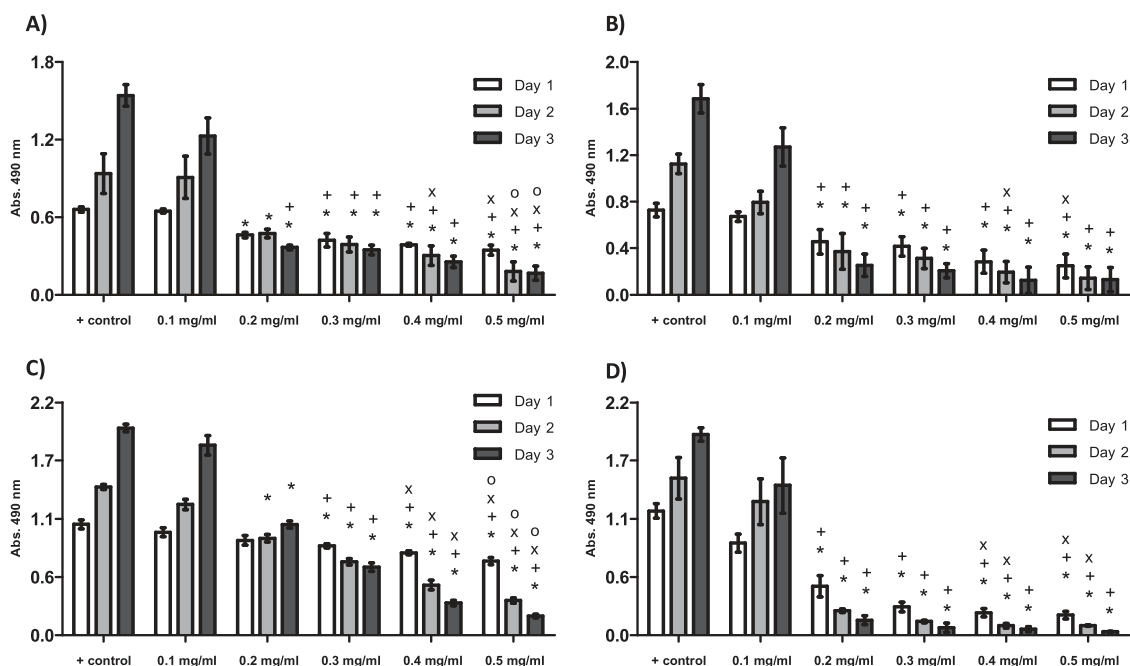 A)
1.8
1.2
0.6
0.0
Abs. 490 nm
Day 1
Day 2
Day 3
* * + *
+ * + * + *
+ * x + * + *
x + * o x + * o x + *
+ control 0.1 mg/ml 0.2 mg/ml 0.3 mg/ml 0.4 mg/ml 0.5 mg/ml
B)
2.0
1.6
1.2
0.8
0.4
0.0
Abs. 490 nm
Day 1
Day 2
Day 3
+ * + * + *
+ * + * + *
+ * x + * + *
x + * + * + *
+ control 0.1 mg/ml 0.2 mg/ml 0.3 mg/ml 0.4 mg/ml 0.5 mg/ml
C)
2.2
1.7
1.1
0.6
0.0
Abs. 490 nm
Day 1
Day 2
Day 3
* *
+ * + * + *
x + * x + * x + *
o x + * o x + * o x + *
+ control 0.1 mg/ml 0.2 mg/ml 0.3 mg/ml 0.4 mg/ml 0.5 mg/ml
D)
2.2
1.7
1.1
0.6
0.0
Abs. 490 nm
Day 1
Day 2
Day 3
+ * + * + *
+ * + * + *
x + * x + * + *
x + * x + * + *
+ control 0.1 mg/ml 0.2 mg/ml 0.3 mg/ml 0.4 mg/ml 0.5 mg/ml